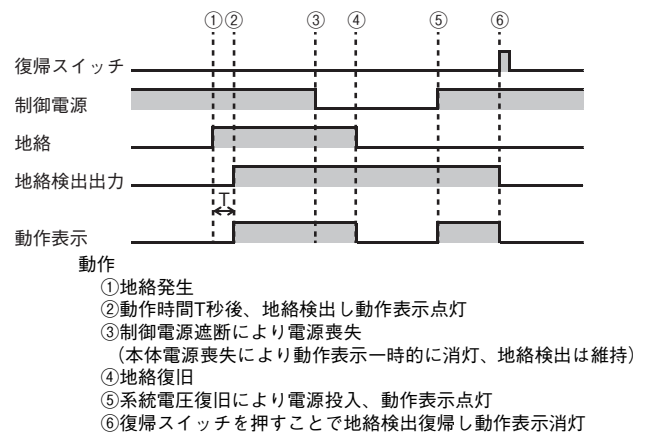 ①② ③ ④ ⑤ ⑥
復帰スイッチ
制御電源
地絡
地絡検出出力
T
動作表示
動作
①地絡発生
②動作時間T秒後、地絡検出し動作表示点灯
③制御電源遮断により電源喪失
（本体電源喪失により動作表示一時的に消灯、地絡検出は維持）
④地絡復旧
⑤系統電圧復旧により電源投入、動作表示点灯
⑥復帰スイッチを押すことで地絡検出復帰し動作表示消灯